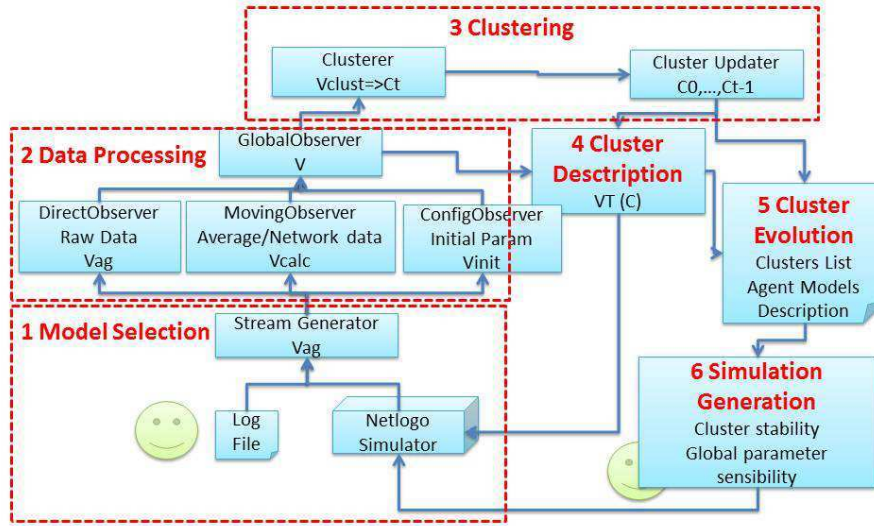 3 Clustering
Clusterer
Vclust=>Ct
Cluster Updater
C0,...,Ct-1
2 Data Processing
GlobalObserver
V
4 Cluster
Desctription
VT (C)
DirectObserver
Raw Data
Vag
MovingObserver
Average/Network data
Vcalc
ConfigObserver
Initial Param
Vinit
5 Cluster
Evolution
Clusters List
Agent Models
Description
1 Model Selection
Stream Generator
Vag
Log
File
Netlogo
Simulator
6 Simulation
Generation
Cluster stability
Global parameter
sensibility